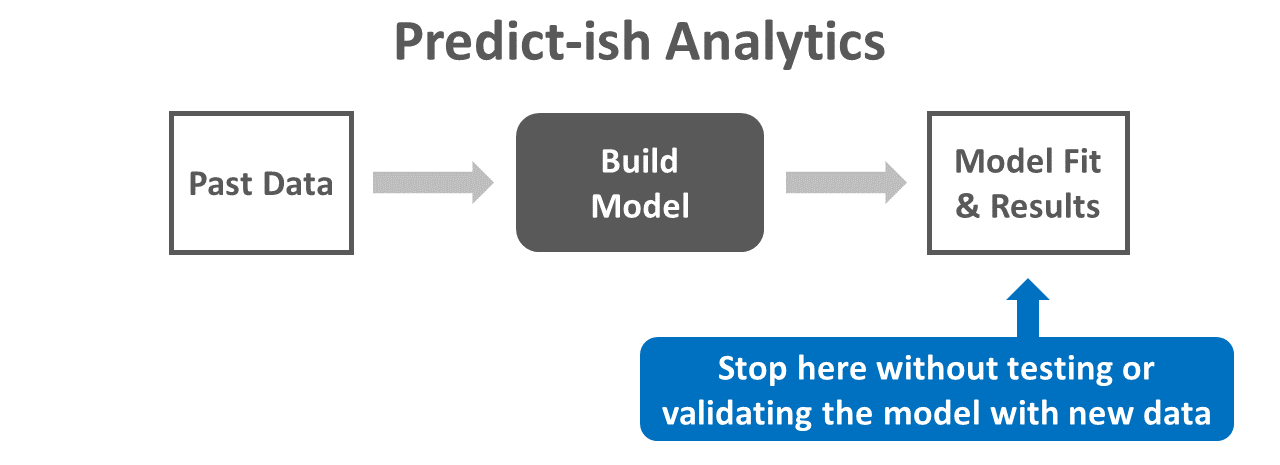 Predict-ish Analytics
Past Data
Build
Model
Model Fit
& Results
Stop here without testing or
validating the model with new data